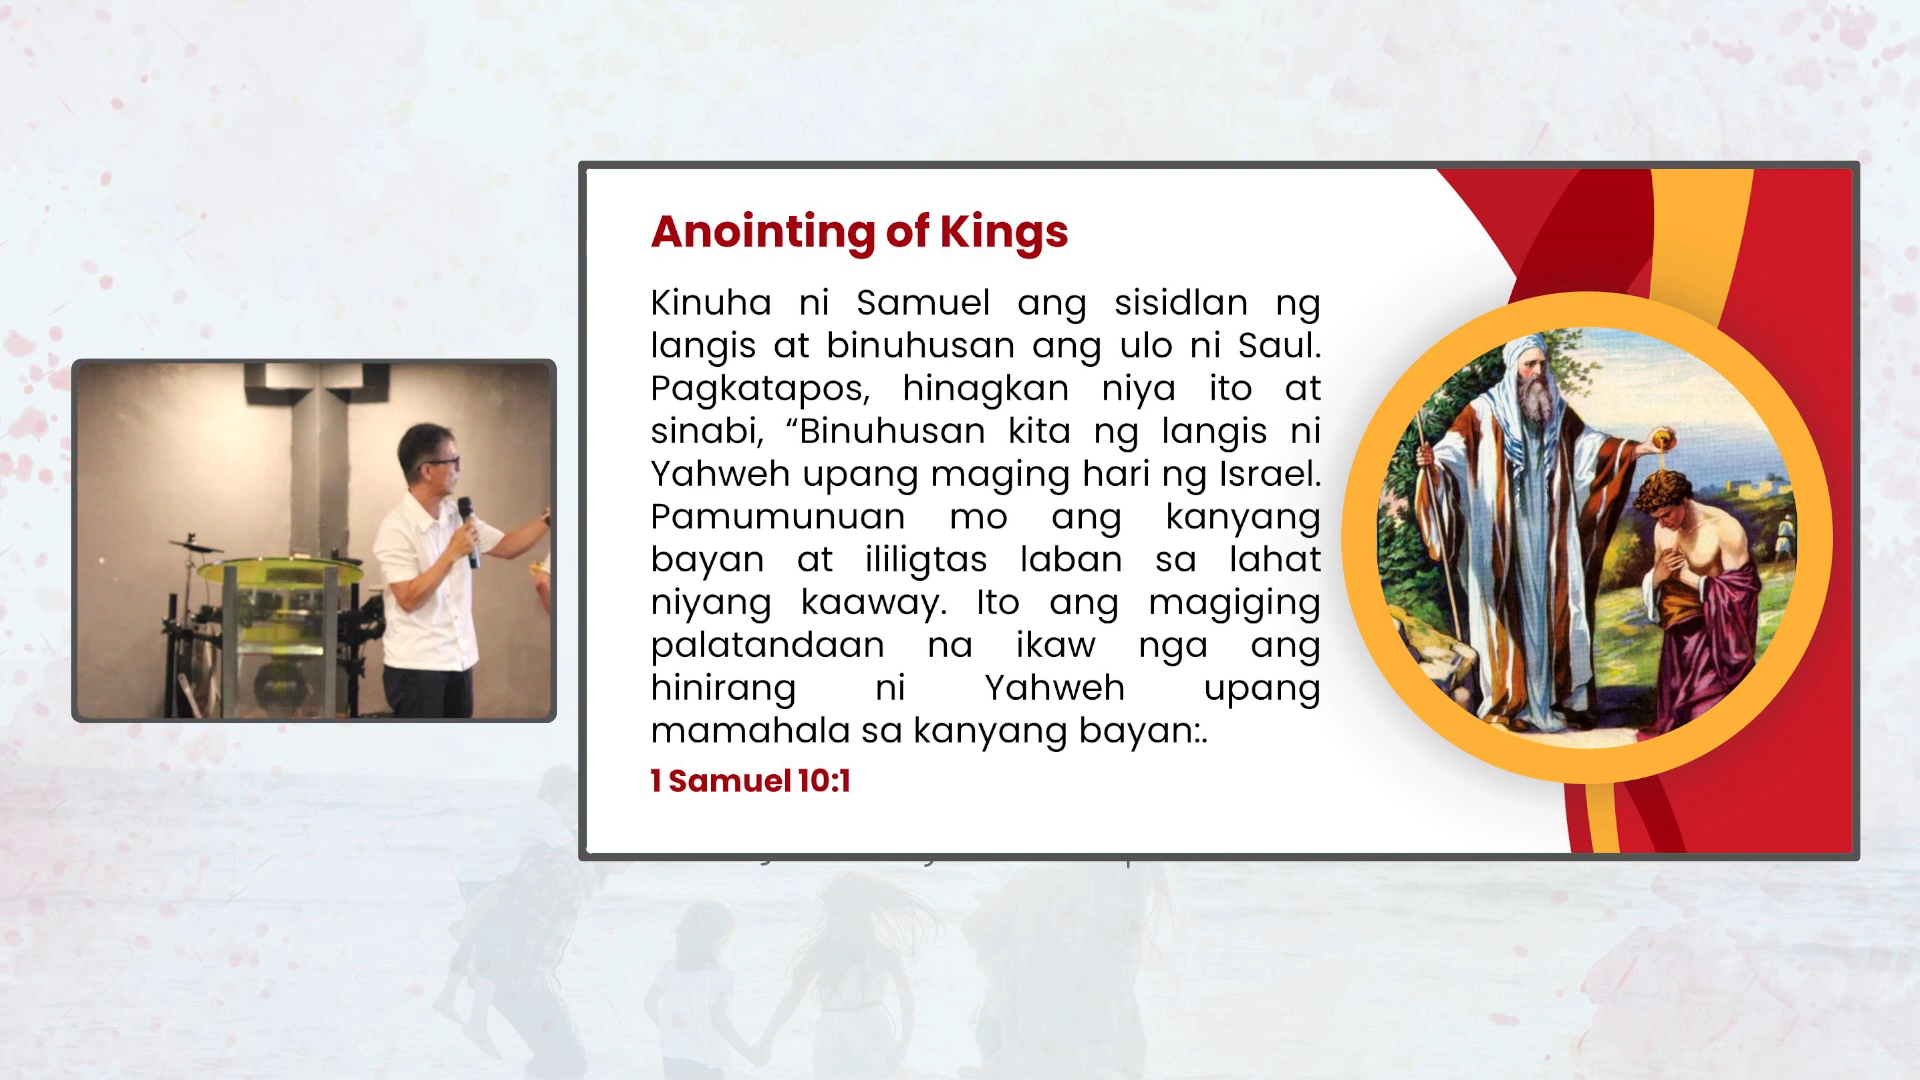 Anointing of Kings
Kinuha ni Samuel ang sisidlan ng
langis at binuhusan ang ulo ni Saul.
Pagkatapos, hinagkan niya ito at
sinabi, “Binuhusan kita ng langis ni
Yahweh upang maging hari ng Israel.
Pamumunuan mo ang kanyang
bayan at ililigtas laban sa lahat
niyang kaaway. Ito ang magiging
palatandaan na ikaw nga ang
hinirang ni Yahweh upang
mamahala sa kanyang bayan:.
1 Samuel 10:1